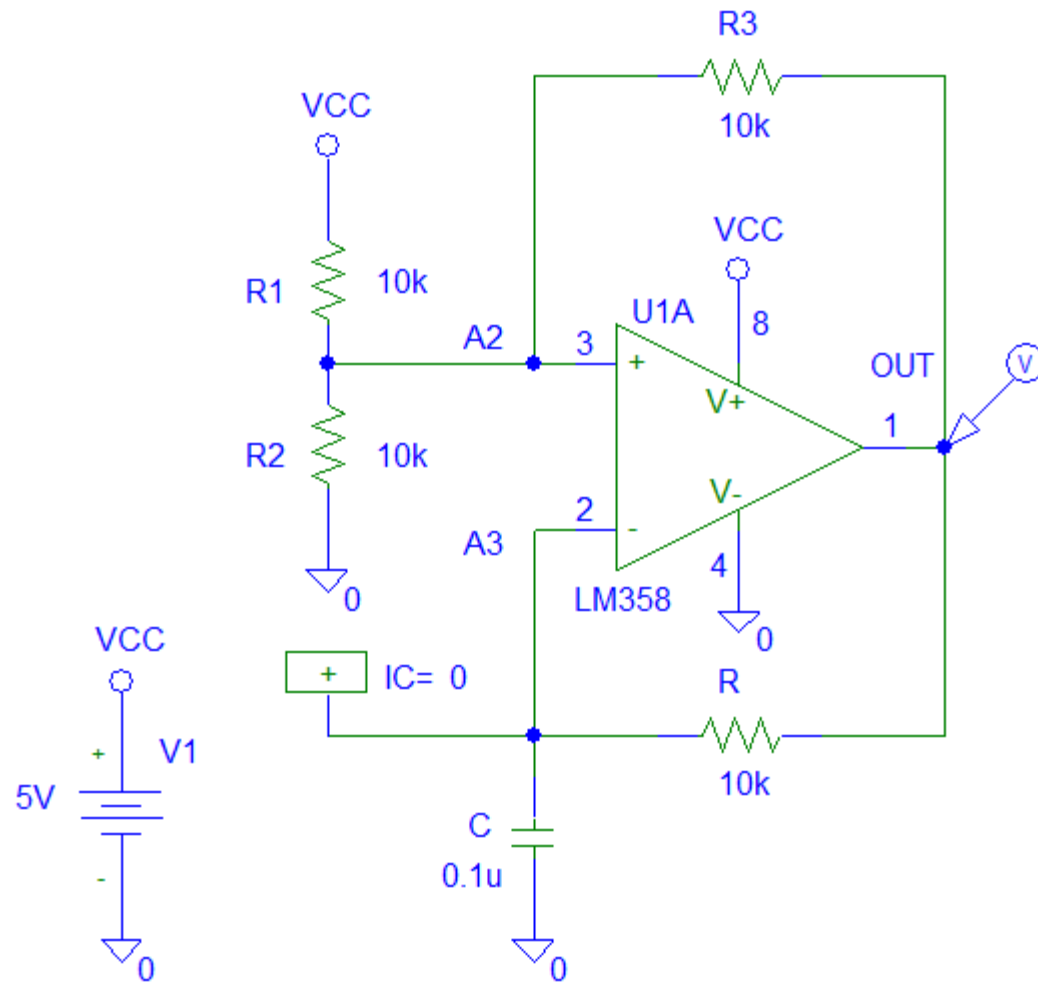 R3
10k
VCC
VCC
R1
10k
U1A
8
A2
3
+
V+
OUT
V
1
R2
10k
V-
2
-
A3
4
LM358
0
0
VCC
+
IC= 0
R
10k
+
V1
5V
C
0.1u
-
0
0